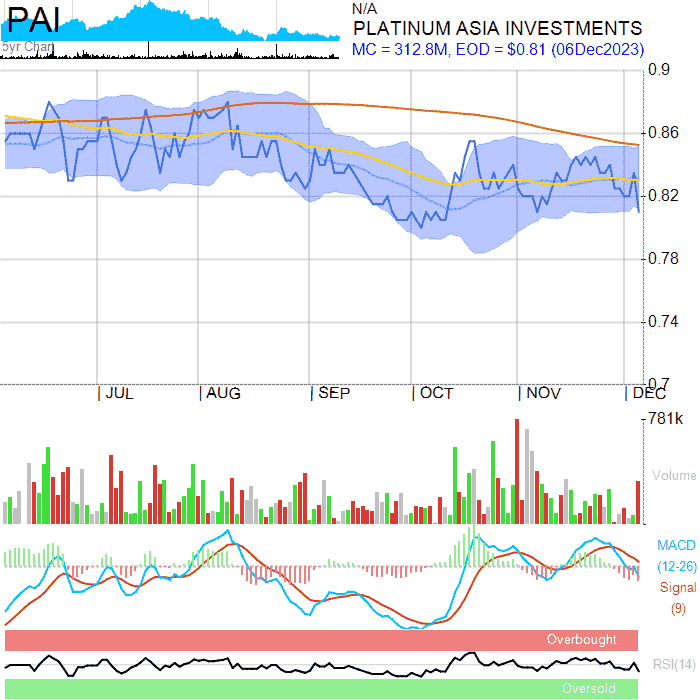 PAI
5yr Chart
N/A
PLATINUM ASIA INVESTMENTS
MC = 312.8M, EOD = $0.81 (06Dec2023)
0.9
0.86
0.82
0.78
0.74
0.7
JUL AUG SEP OCT NOV DEC
781k
Volume
MACD
(12-26)
Signal
(9)
Overbought
RSI(14)
Oversold